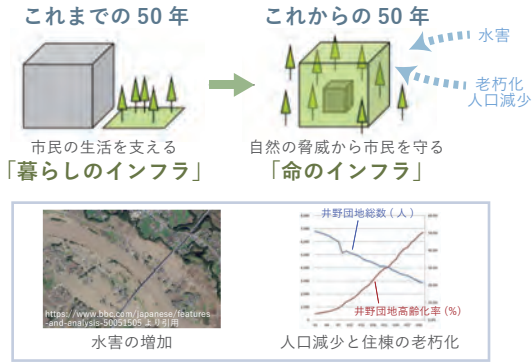 これまでの 50 年
これからの 50 年
水害
老朽化
人口減少
市民の生活を支える
「暮らしのインフラ」
自然の脅威から市民を守る
「命のインフラ」
https://www.bbc.com/japanese/features
-and-analysis-50051505 より引用
水害の増加
井野団地総数 ( 人 )
井野団地高齢化率 (%)
人口減少と住棟の老朽化